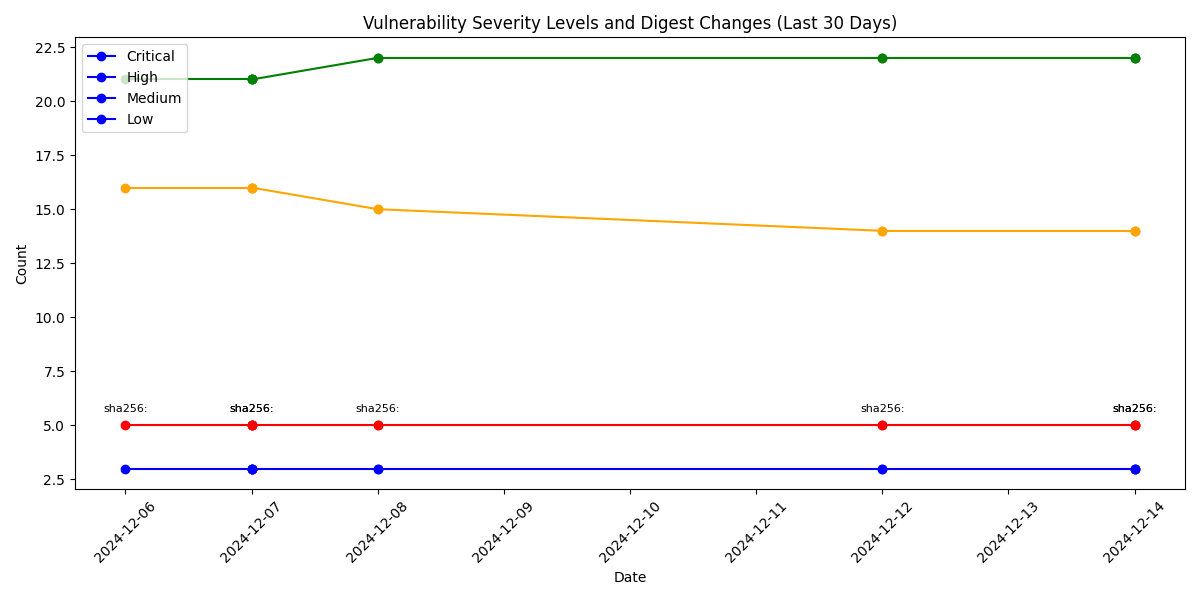 Vulnerability Severity Levels and Digest Changes (Last 30 Days)
Critical
High
Medium
Low
Count
22.5
20.0
17.5
15.0
12.5
10.0
7.5
5.0
2.5
sha256:
sha256:
sha256:
sha256:
sha256:
2024-12-06
2024-12-07
2024-12-08
2024-12-09
2024-12-10
2024-12-11
2024-12-12
2024-12-13
2024-12-14
Date